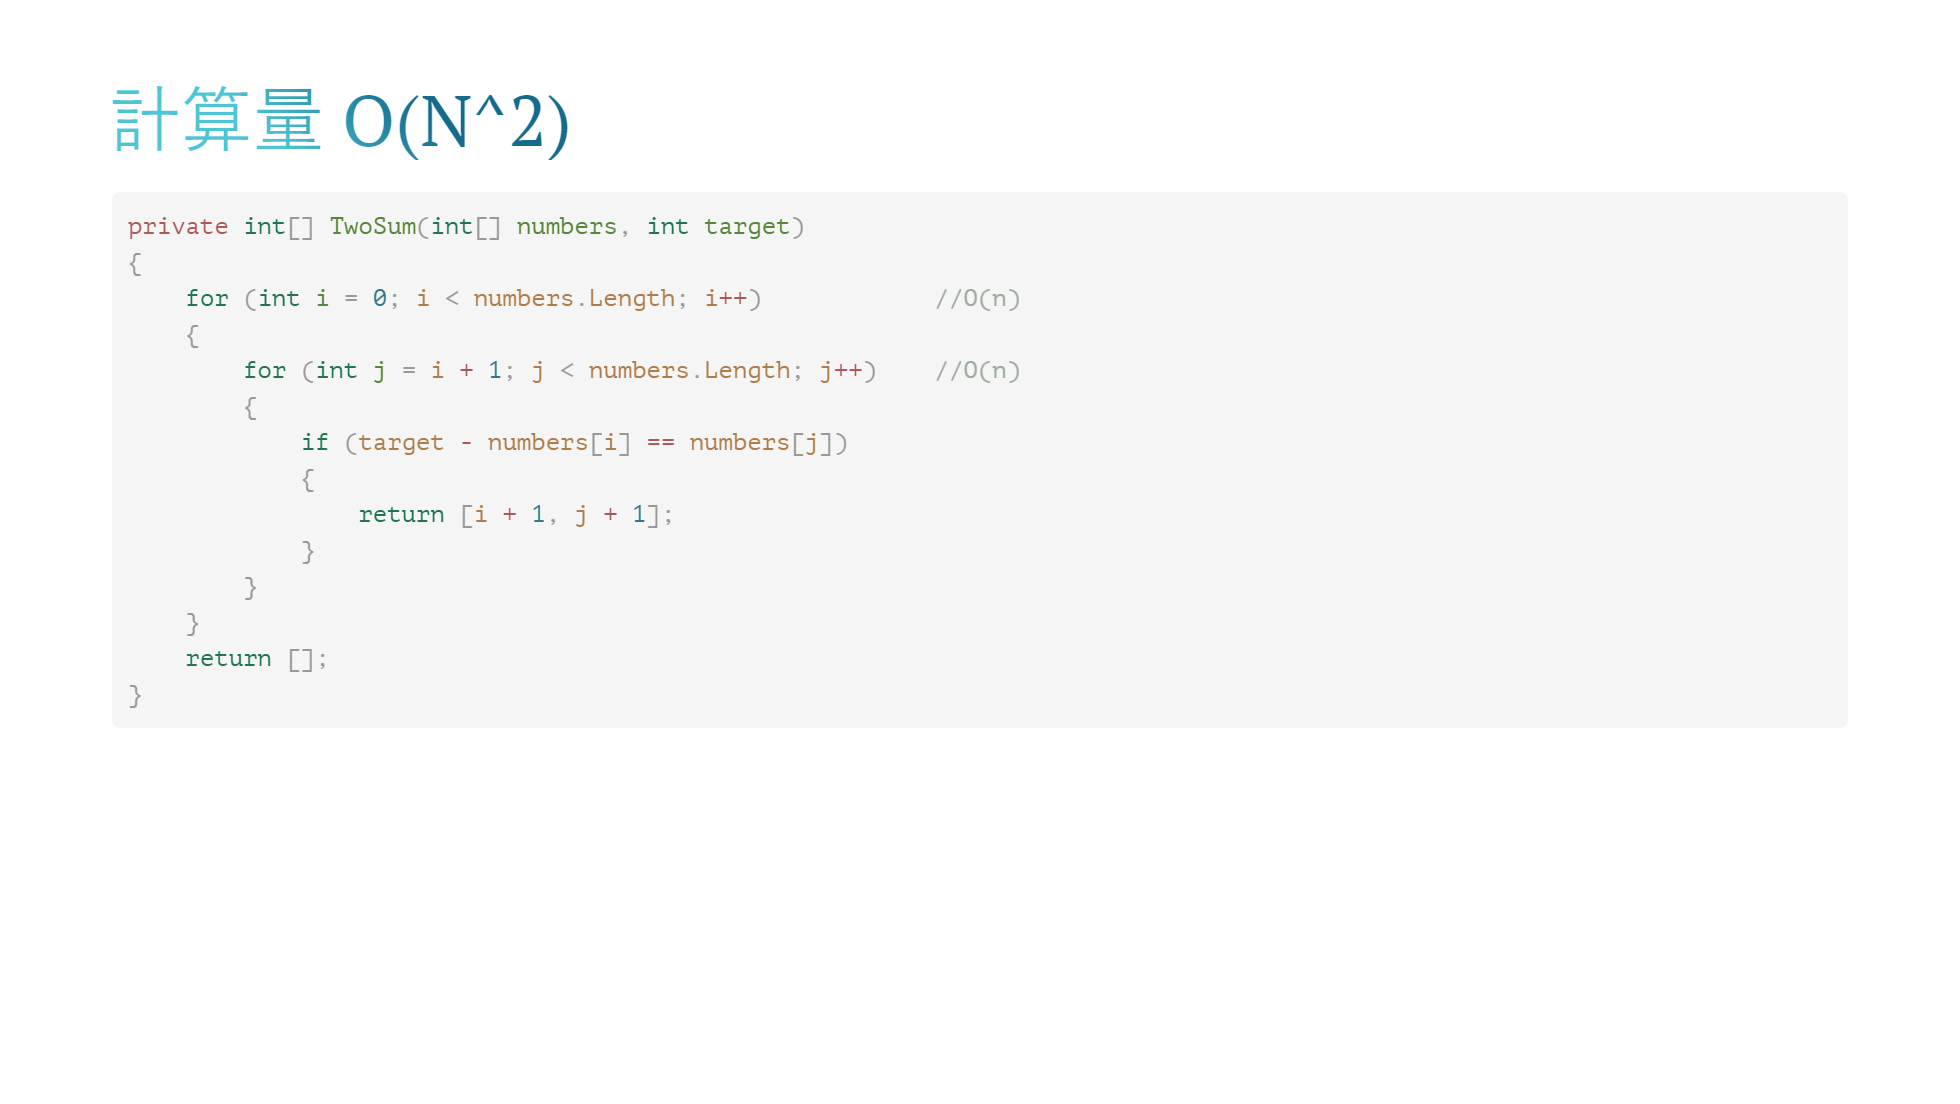 計算量 O(N^2)
private int[] TwoSum(int[] numbers, int target)
{
    for (int i = 0; i < numbers.Length; i++)            //O(n)
    {
        for (int j = i + 1; j < numbers.Length; j++)    //O(n)
        {
            if (target - numbers[i] == numbers[j])
            {
                return [i + 1, j + 1];
            }
        }
    }
    return [];
}